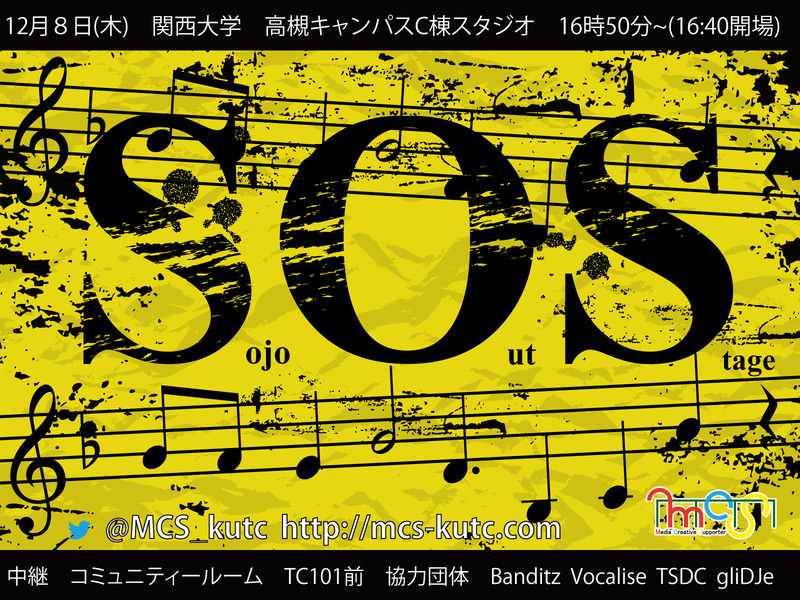 12月８日(木)　関西大学　高槻キャンパスC棟スタジオ　16時50分~(16:40開場)
SOS
ojo
ut
tage
@MCS_kutc http://mcs-kutc.com
mcs
Media Creative Supporter
中継　コミュニティールーム　TC101前　協力団体　Banditz Vocalise TSDC gliDJe